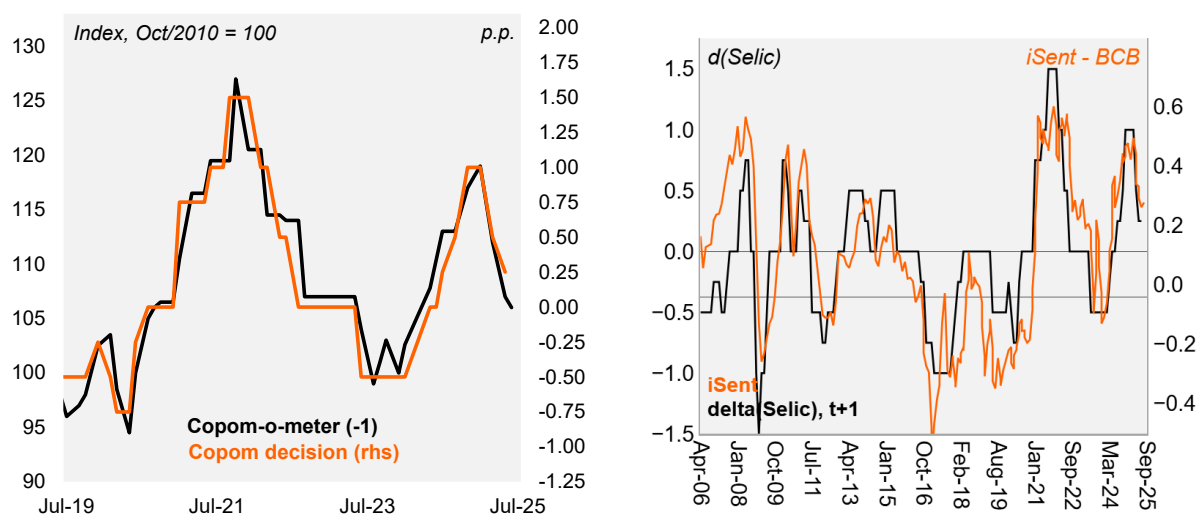 Index, Oct/2010 = 100
p.p.
130
125
120
115
110
105
100
95
90
2.00
1.75
1.50
1.25
1.00
0.75
0.50
0.25
0.00
-0.25
-0.50
-0.75
-1.00
-1.25
Copom-o-meter (-1)
Copom decision (rhs)
Jul-19
Jul-21
Jul-23
Jul-25
d(Selic)
iSent - BCB
1.5
1.0
0.5
0.0
−0.5
−1.0
−1.5
0.6
0.4
0.2
0.0
−0.2
−0.4
iSent
delta(Selic), t+1
Apr-06
Jan-08
Oct-09
Jul-11
Apr-13
Jan-15
Oct-16
Feb-18
Aug-19
Jan-21
Sep-22
Mar-24
Sep-25